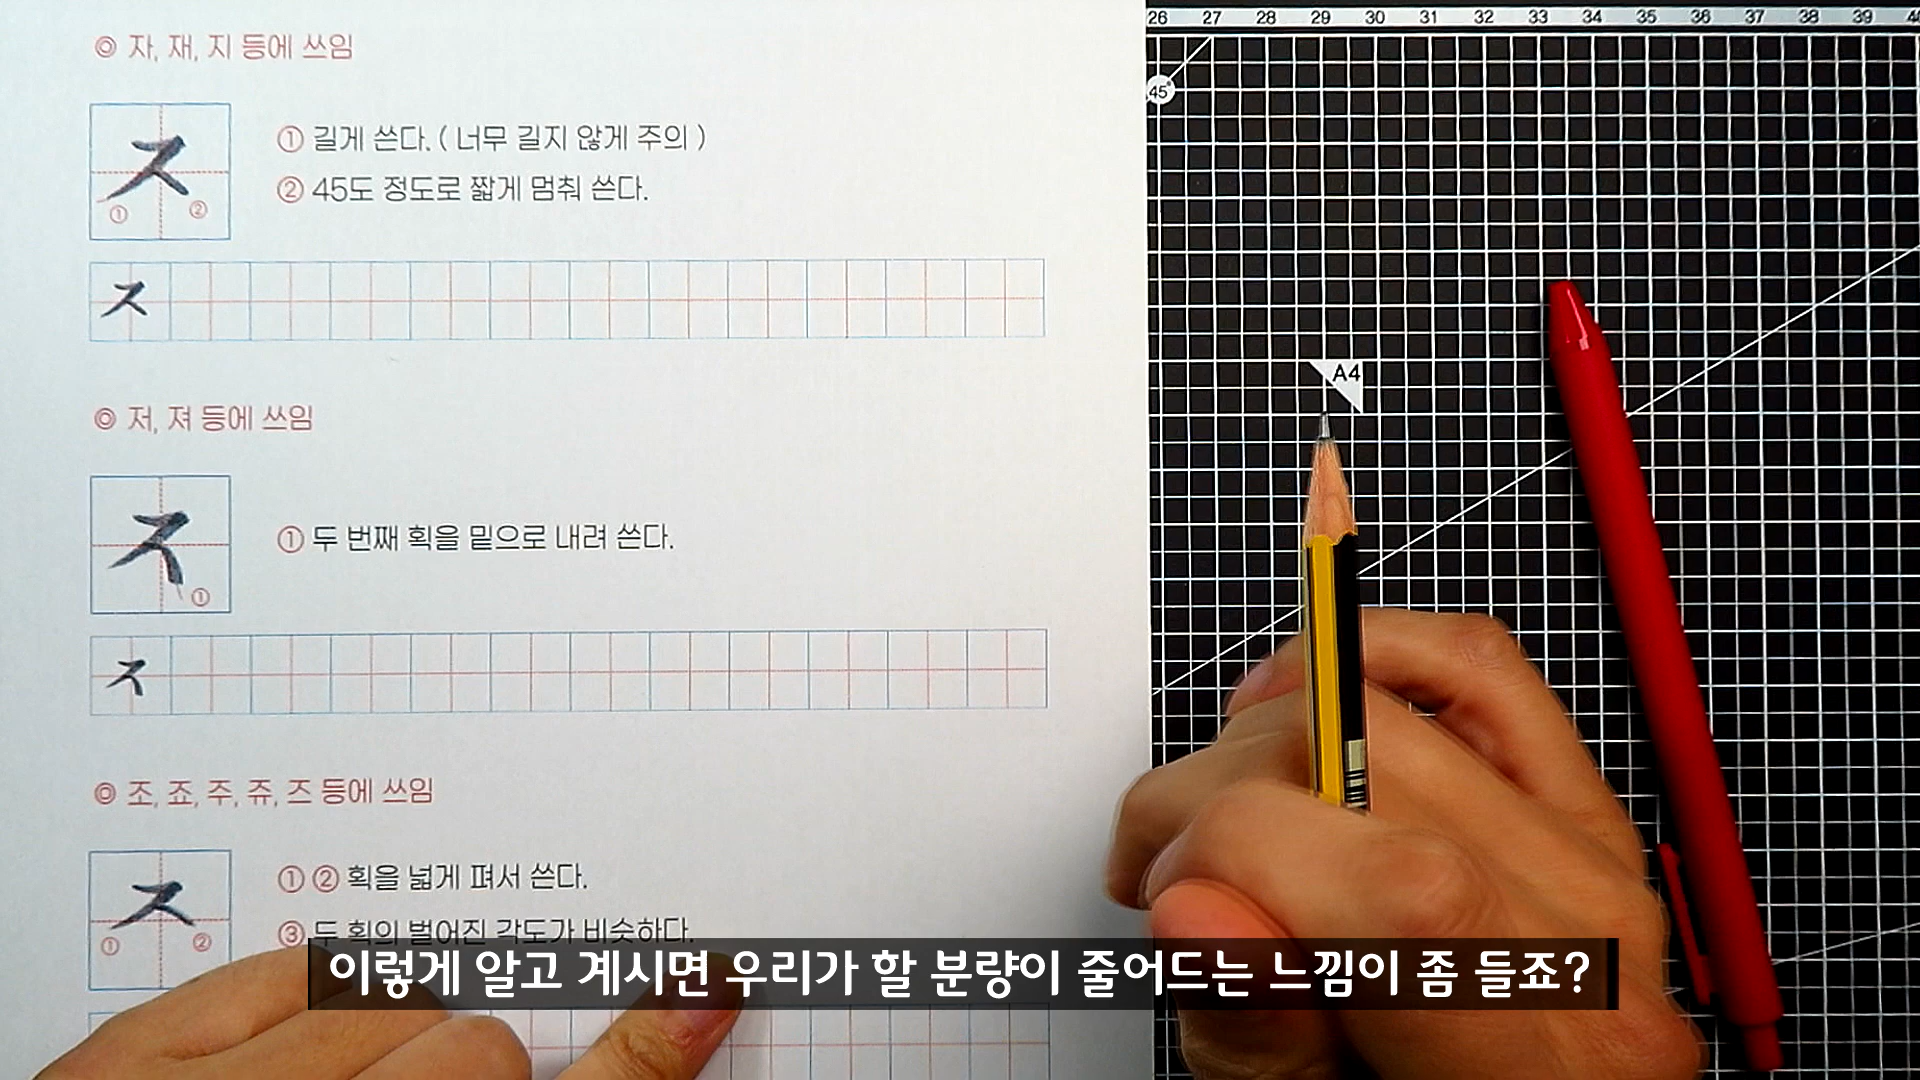 ◎ 자, 재, 지 등에 쓰임
ㅈ
① ②
① 길게 쓴다. ( 너무 길지 않게 주의 )
② 45도 정도로 짧게 멈춰 쓴다.
ㅈ
◎ 저, 져 등에 쓰임
ㅈ
①
① 두 번째 획을 밑으로 내려 쓴다.
ㅈ
◎ 조, 죠, 주, 쥬, 즈 등에 쓰임
ㅈ
① ②
① ② 획을 넓게 펴서 쓴다.
③ 두 획의 벌어진 각도가 비슷하다.
26 27 28 29 30 31 32 33 34 35 36 37 38 39
45°
A4
이렇게 알고 계시면 우리가 할 분량이 줄어드는 느낌이 좀 들죠?